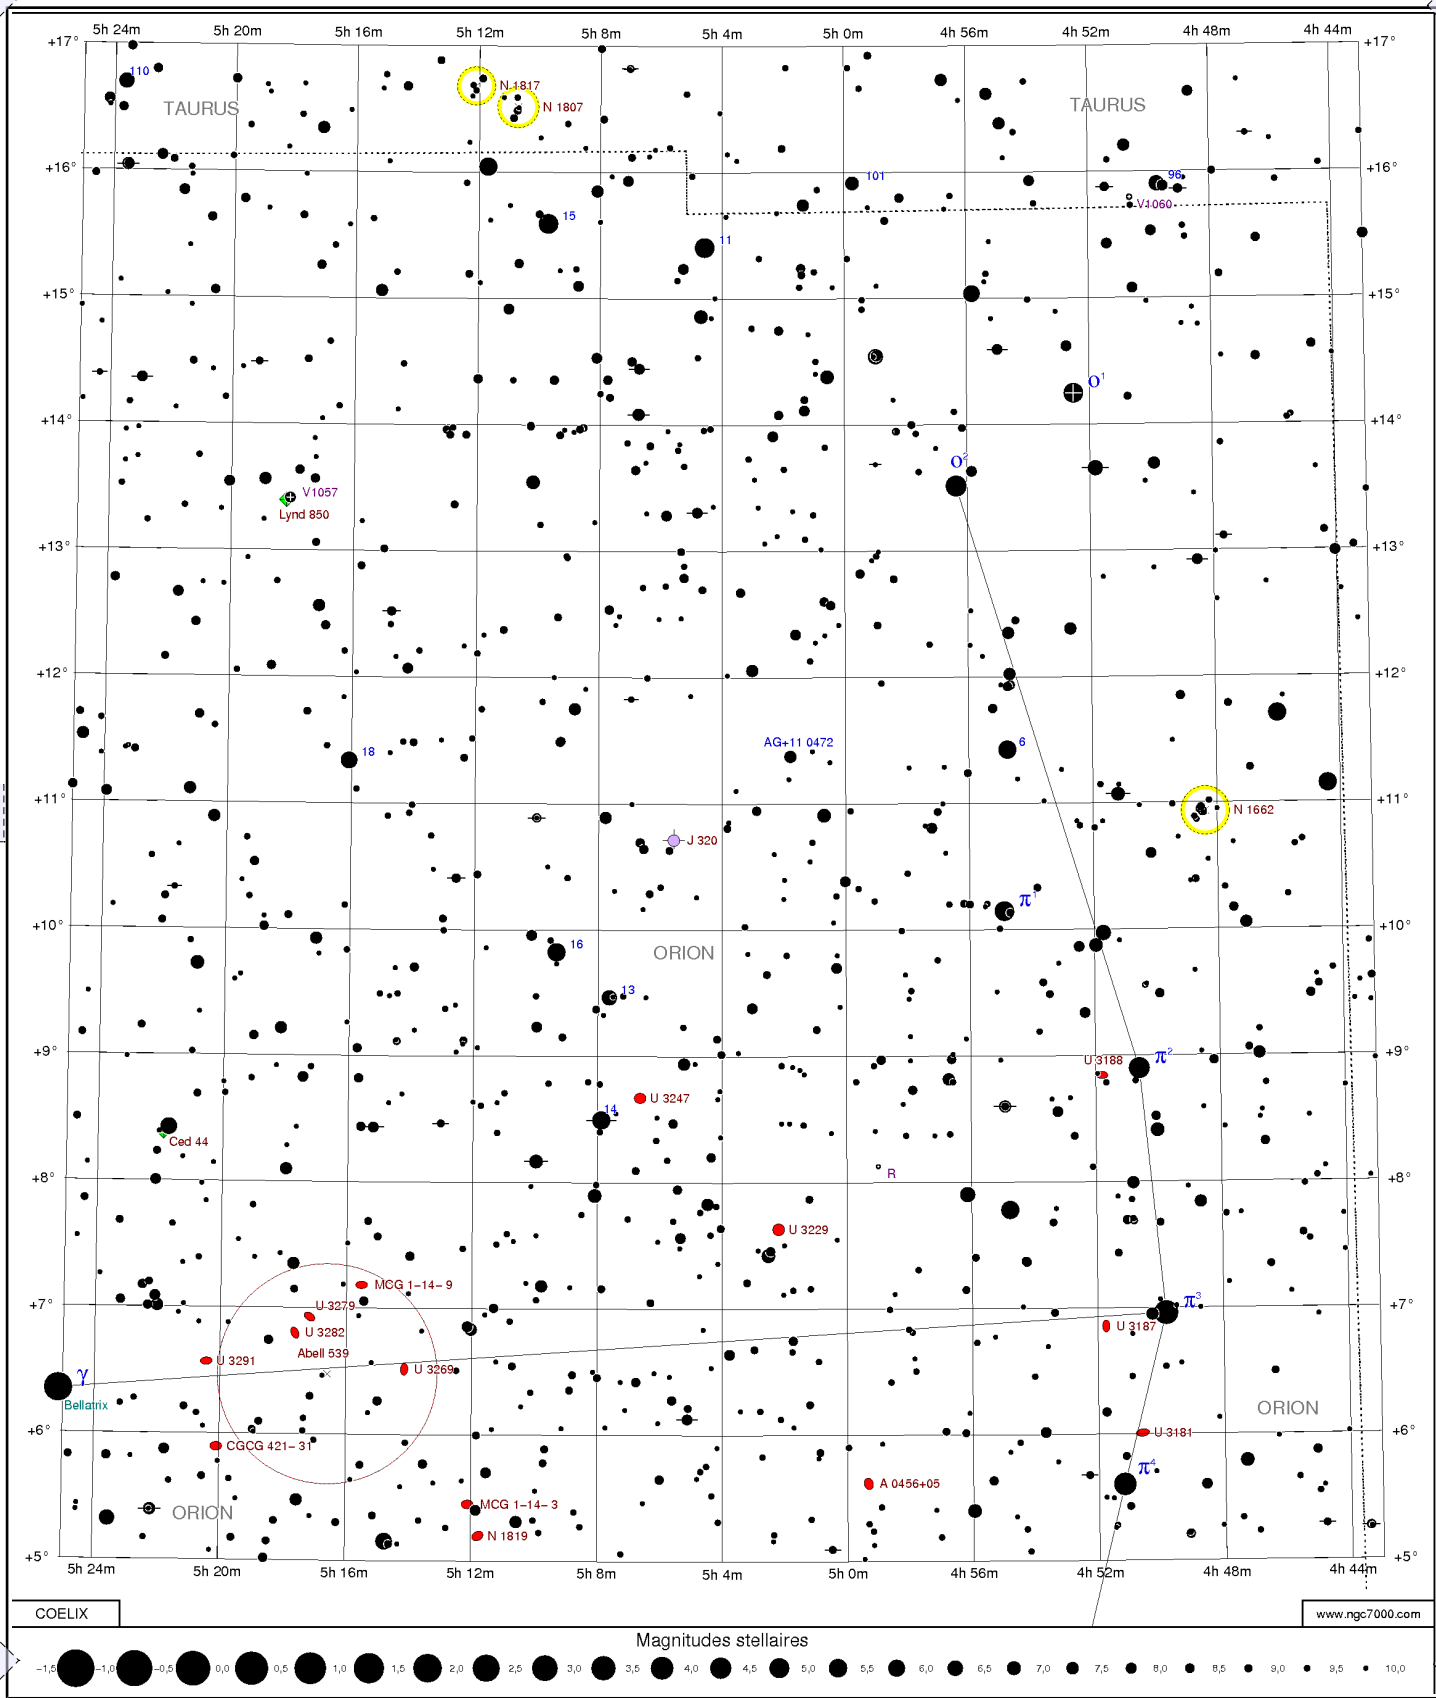 5h 24m 5h 20m 5h 16m 5h 12m 5h 8m 5h 4m 5h 0m 4h 56m 4h 52m 4h 48m 4h 44m
+17° +17°
110
N 1817
TAURUS N 1807 TAURUS
+16° +16°
101 96
V1060
15
11
+15° +15°
ο1
+14° +14°
ο2
V1057
Lynd 850
+13° +13°
+12° +12°
18 AG+11 0472 6
+11° +11°
N 1662
J 320
π1
+10° +10°
16 ORION
13
+9° +9°
U 3188 π2
U 3247
14
Ced 44
+8° +8°
R
U 3229
MCG 1-14-9
+7° +7°
U 3279 π3
U 3282 U 3187
Abell 539
U 3291 U 3269
γ
Bellatrix ORION
+6° +6°
CGCG 421-31 U 3181
π4
A 0456+05
MCG 1-14-3
ORION
N 1819
+5° +5°
5h 24m 5h 20m 5h 16m 5h 12m 5h 8m 5h 4m 5h 0m 4h 56m 4h 52m 4h 48m 4h 44m
COELIX www.ngc7000.com
Magnitudes stellaires
-1,5 -1,0 -0,5 0,0 0,5 1,0 1,5 2,0 2,5 3,0 3,5 4,0 4,5 5,0 5,5 6,0 6,5 7,0 7,5 8,0 8,5 9,0 9,5 10,0